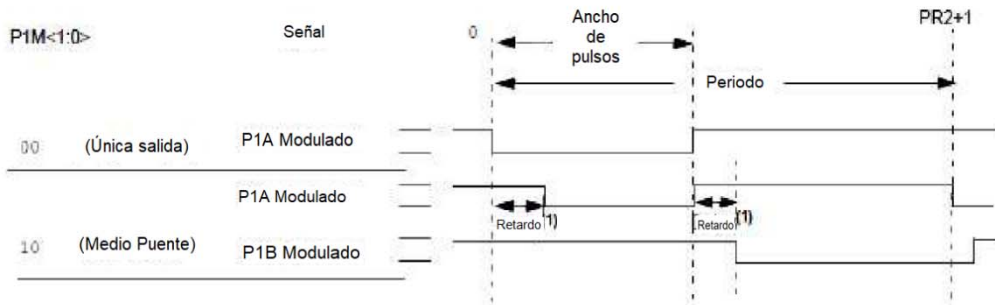 P1M<1:0>
Señal
0
Ancho
de
pulsos
PR2+1
Periodo
00 (Única salida) P1A Modulado
P1A Modulado
Retardo (1)
Retardo (1)
10 (Medio Puente) P1B Modulado